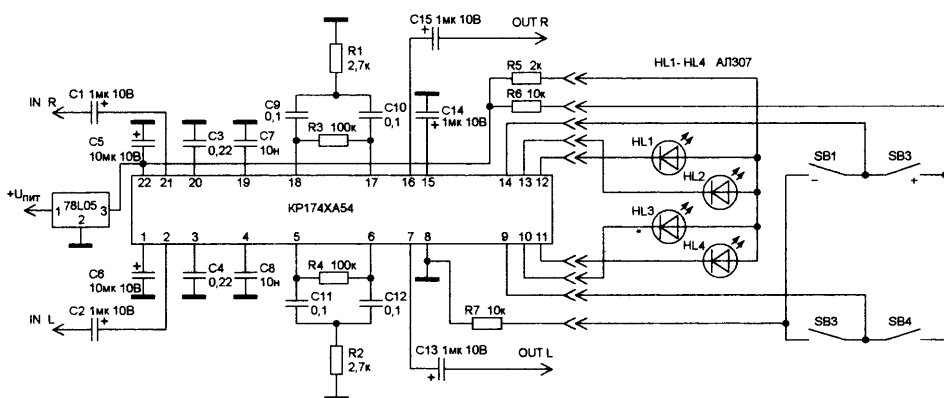 C15 1мк 10В
OUT R
R1
2,7к
R5 2к
HL1- HL4 АЛ307
R6 10к
IN R
C1 1мк 10В
C9
0,1
C10
0,1
C14
1мк 10В
C5
10мк 10В
C3
0,22
C7
10н
R3 100к
HL1
SB1
SB3
−
+
22 21 20 19 18 17 16 15 14 13 12
HL2
+Uпит
1 78L05 3
2
КР174ХА54
HL3
1 2 3 4 5 6 7 8 9 10 11
HL4
C6
10мк 10В
C4
0,22
C8
10н
R4 100к
C11
0,1
C12
0,1
R7 10к
IN L
C2 1мк 10В
SB3
SB4
R2
2,7к
C13 1мк 10В
OUT L